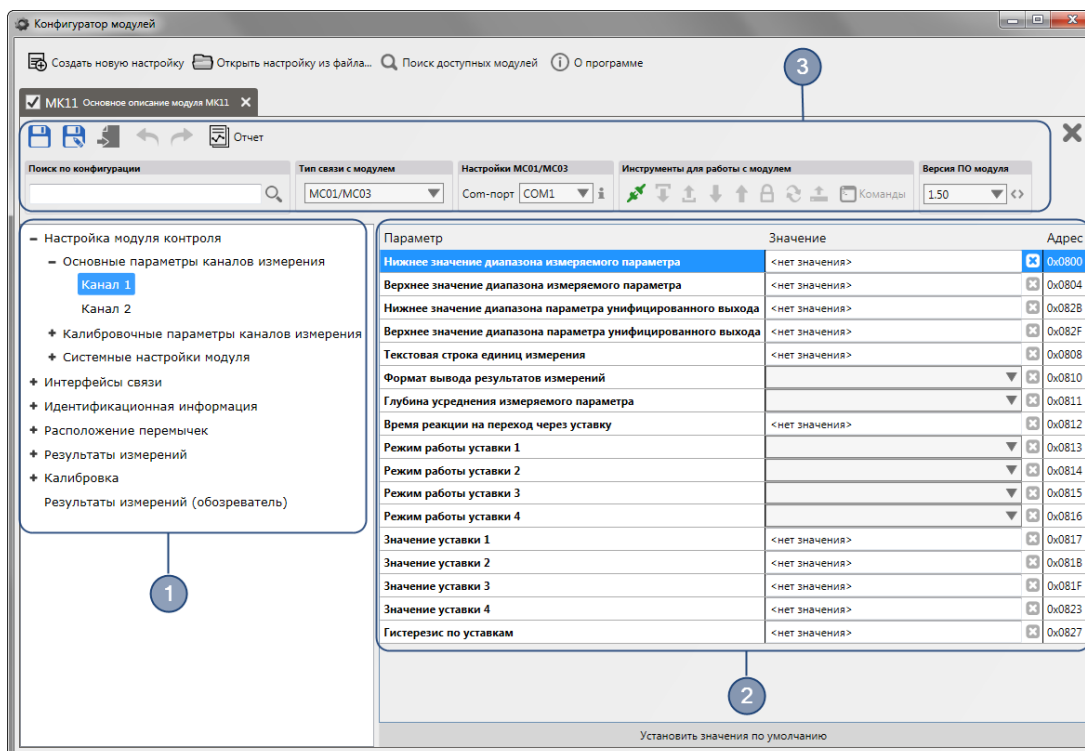 Конфигуратор модулей
Создать новую настройку Открыть настройку из файла... Поиск доступных модулей О программе
3
МК11 Основное описание модуля МК11
Отчет
Поиск по конфигурации Тип связи с модулем Настройки МС01/МС03 Инструменты для работы с модулем Версия ПО модуля
МС01/МС03 Com-порт COM1 Команды 1.50
Настройка модуля контроля
Основные параметры каналов измерения
Канал 1
Канал 2
Калибровочные параметры каналов измерения
Системные настройки модуля
Интерфейсы связи
Идентификационная информация
Расположение перемычек
Результаты измерений
Калибровка
Результаты измерений (обозреватель)
1
Параметр Значение Адрес
Нижнее значение диапазона измеряемого параметра <нет значения> 0x0800
Верхнее значение диапазона измеряемого параметра <нет значения> 0x0804
Нижнее значение диапазона параметра унифицированного выхода <нет значения> 0x082B
Верхнее значение диапазона параметра унифицированного выхода <нет значения> 0x082F
Текстовая строка единиц измерения <нет значения> 0x0808
Формат вывода результатов измерений 0x0810
Глубина усреднения измеряемого параметра 0x0811
Время реакции на переход через уставку <нет значения> 0x0812
Режим работы уставки 1 0x0813
Режим работы уставки 2 0x0814
Режим работы уставки 3 0x0815
Режим работы уставки 4 0x0816
Значение уставки 1 <нет значения> 0x0817
Значение уставки 2 <нет значения> 0x081B
Значение уставки 3 <нет значения> 0x081F
Значение уставки 4 <нет значения> 0x0823
Гистерезис по уставкам <нет значения> 0x0827
2
Установить значения по умолчанию